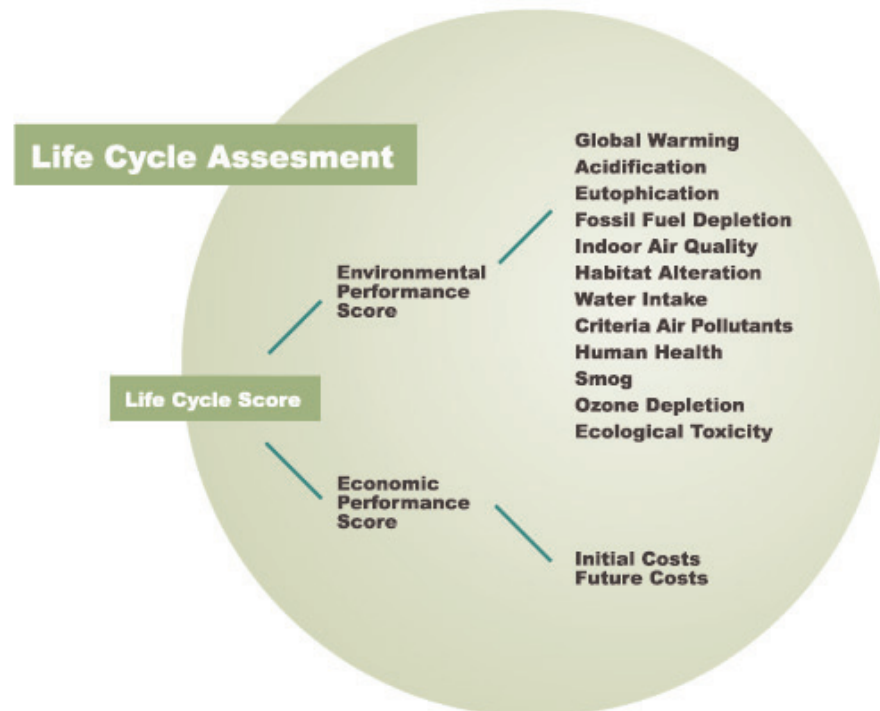 Life Cycle Assesment
Global Warming
Acidification
Eutophication
Fossil Fuel Depletion
Indoor Air Quality
Habitat Alteration
Water Intake
Criteria Air Pollutants
Human Health
Smog
Ozone Depletion
Ecological Toxicity
Environmental
Performance
Score
Life Cycle Score
Economic
Performance
Score
Initial Costs
Future Costs